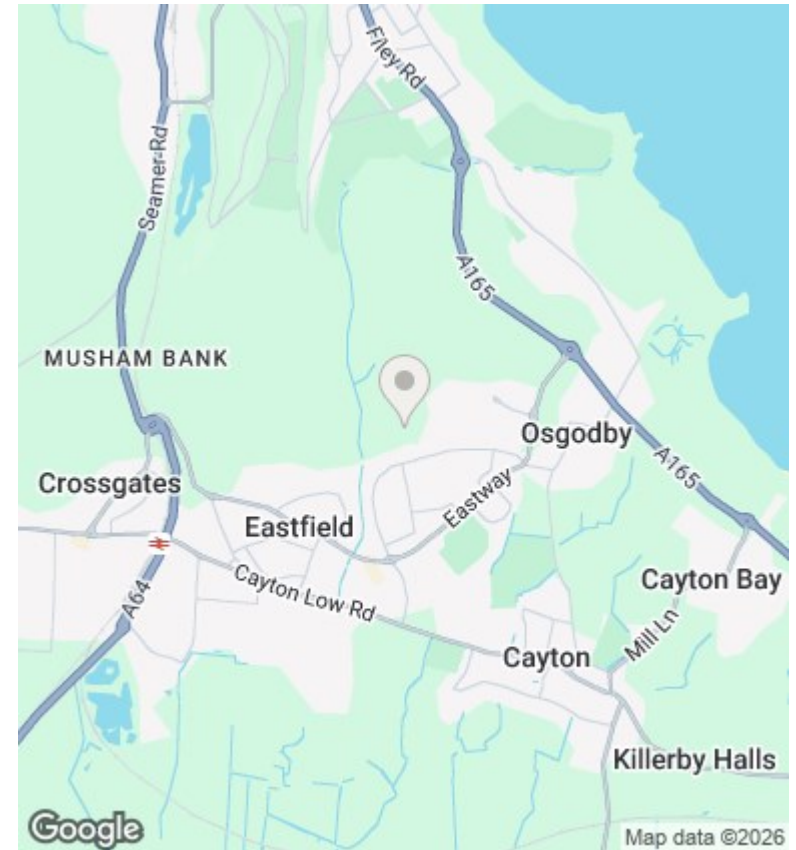 Filey Rd
Seamer Rd
A165
MUSHAM BANK
Osgodby
A165
Crossgates
Eastway
Eastfield
Cayton Bay
Cayton Low Rd
A64
Mill Ln
Cayton
Killerby Halls
Google
Map data ©2026